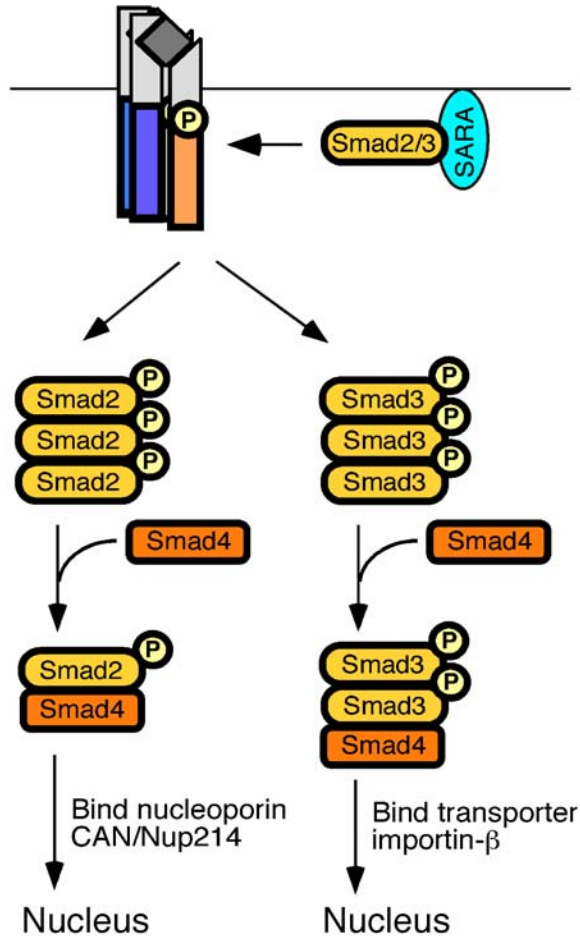 P
Smad2/3
SARA
P
Smad2
P
Smad2
P
Smad2
P
Smad3
P
Smad3
P
Smad3
Smad4
Smad4
P
Smad2
Smad4
P
Smad3
P
Smad3
Smad4
Bind nucleoporin
CAN/Nup214
Bind transporter
importin-β
Nucleus
Nucleus